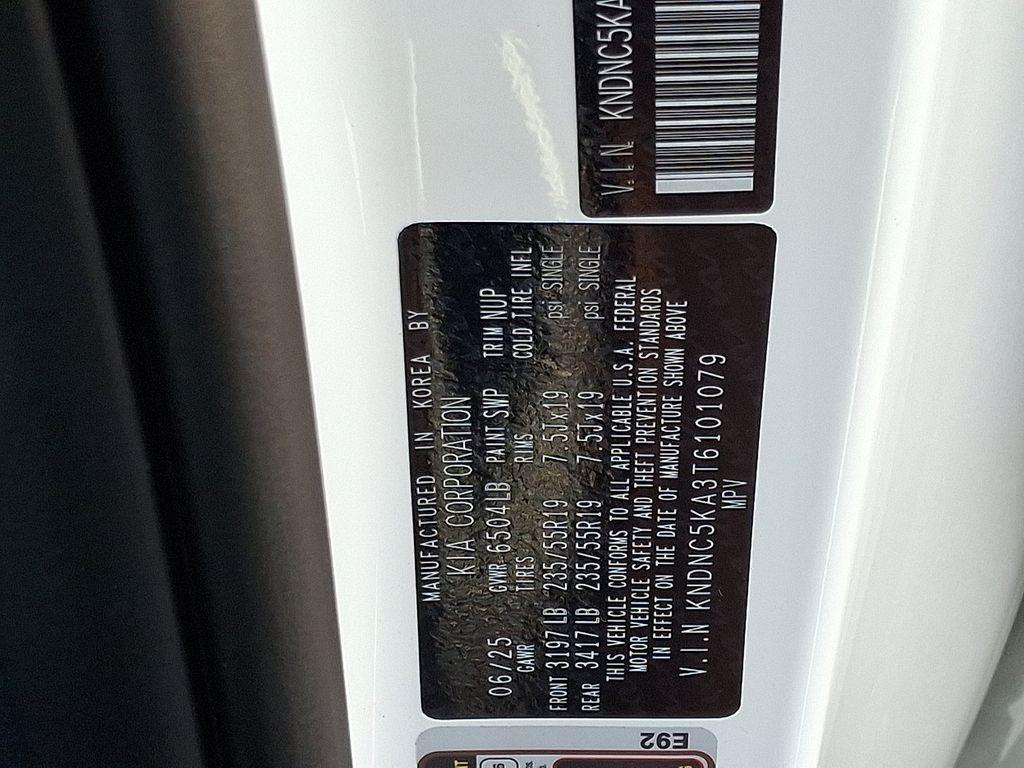 MANUFACTURED IN KOREA BY
KIA CORPORATION
06/25 GVWR 6504LB PAINT SWP TRIM NUP
GAWR TIRES RIMS COLD TIRE INFL
FRONT 3197LB 235/55R19 7.5Jx19 psi SINGLE
REAR 3417LB 235/55R19 7.5Jx19 psi SINGLE
THIS VEHICLE CONFORMS TO ALL APPLICABLE U.S.A. FEDERAL
MOTOR VEHICLE SAFETY AND THEFT PREVENTION STANDARDS
IN EFFECT ON THE DATE OF MANUFACTURE SHOWN ABOVE
V.I.N KNDNC5KA3T6101079
MPV
V.I.N. KNDNC5KA
E92